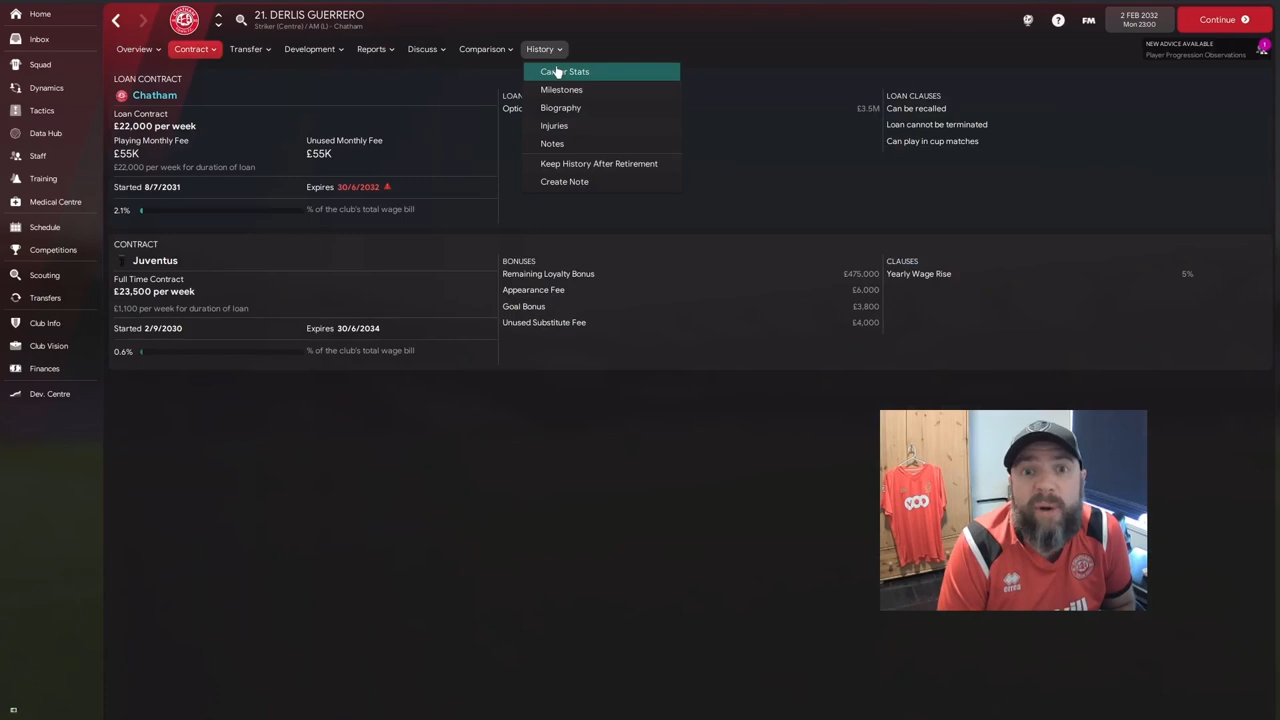 Home
Inbox
Squad
Dynamics
Tactics
Data Hub
Staff
Training
Medical Centre
Schedule
Competitions
Scouting
Transfers
Club Info
Club Vision
Finances
Dev. Centre
21. DERLIS GUERRERO
Striker (Centre) / AM (L) - Chatham
FM
2 FEB 2032
Mon 23:00
Continue
NEW ADVICE AVAILABLE
Player Progression Observations
1
Overview
Contract
Transfer
Development
Reports
Discuss
Comparison
History
Career Stats
Milestones
Biography
Injuries
Notes
Keep History After Retirement
Create Note
LOAN CONTRACT
Chatham
Loan Contract
£22,000 per week
Playing Monthly Fee Unused Monthly Fee
£55K £55K
£22,000 per week for duration of loan
Started 8/7/2031 Expires 30/6/2032
2.1% % of the club's total wage bill
£3.5M
LOAN CLAUSES
Can be recalled
Loan cannot be terminated
Can play in cup matches
CONTRACT
Juventus
Full Time Contract
£23,500 per week
£1,100 per week for duration of loan
Started 2/9/2030 Expires 30/6/2034
0.6% % of the club's total wage bill
BONUSES
Remaining Loyalty Bonus £475,000
Appearance Fee £6,000
Goal Bonus £3,800
Unused Substitute Fee £4,000
CLAUSES
Yearly Wage Rise 5%
VOO
errea